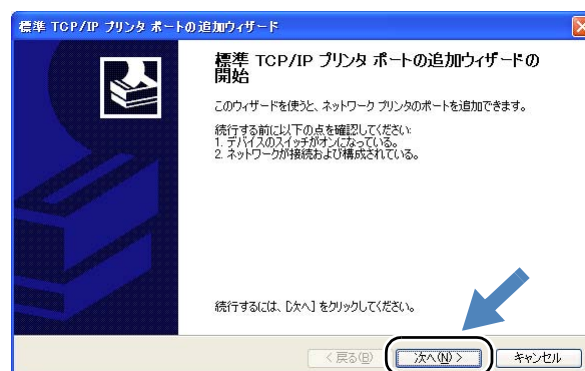 標準 TCP/IP プリンタ ポートの追加ウィザード
標準 TCP/IP プリンタ ポートの追加ウィザードの
開始
このウィザードを使うと、ネットワーク プリンタのポートを追加できます。
続行する前に以下の点を確認してください:
1. デバイスのスイッチがオンになっている。
2. ネットワークが接続および構成されている。
続行するには、[次へ] をクリックしてください。
< 戻る(B)
次へ(N) >
キャンセル